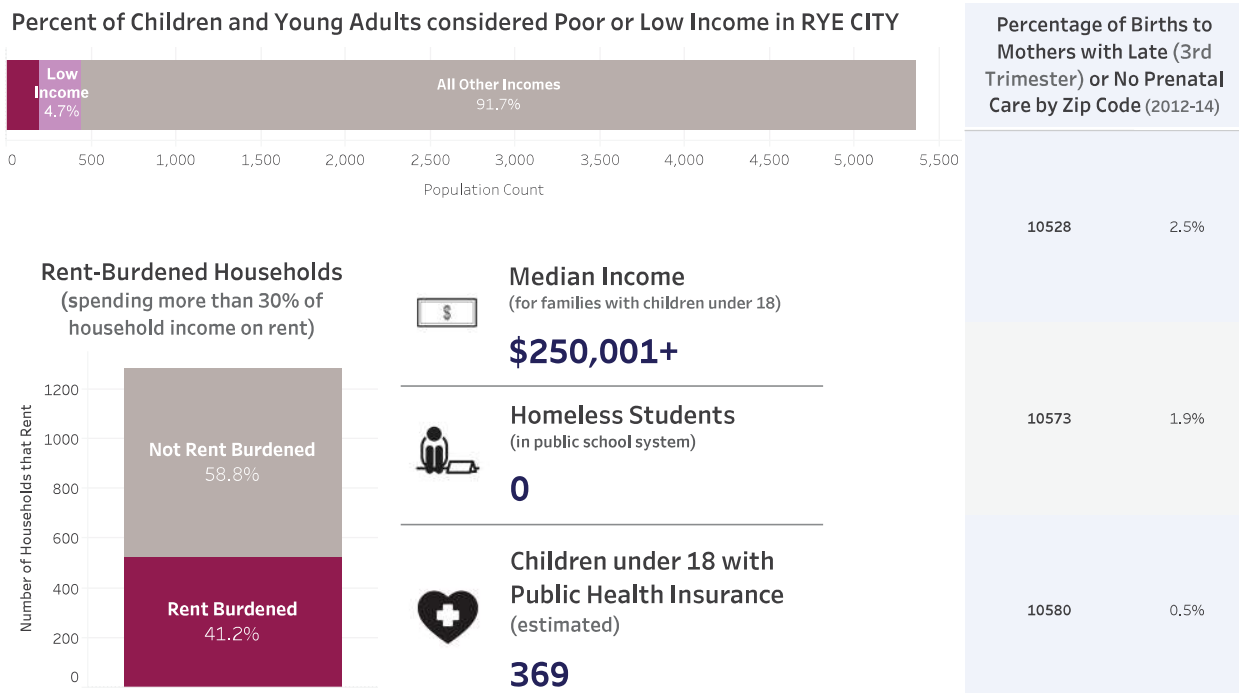 Percent of Children and Young Adults considered Poor or Low Income in RYE CITY
Low
Income
4.7%
All Other Incomes
91.7%
0 500 1,000 1,500 2,000 2,500 3,000 3,500 4,000 4,500 5,000 5,500
Population Count
Rent-Burdened Households
(spending more than 30% of
household income on rent)
Number of Households that Rent
1200
1000
800
600
400
200
0
Not Rent Burdened
58.8%
Rent Burdened
41.2%
$
Median Income
(for families with children under 18)
$250,001+
Homeless Students
(in public school system)
0
Children under 18 with
Public Health Insurance
(estimated)
369
Percentage of Births to
Mothers with Late (3rd
Trimester) or No Prenatal
Care by Zip Code (2012-14)
10528 2.5%
10573 1.9%
10580 0.5%